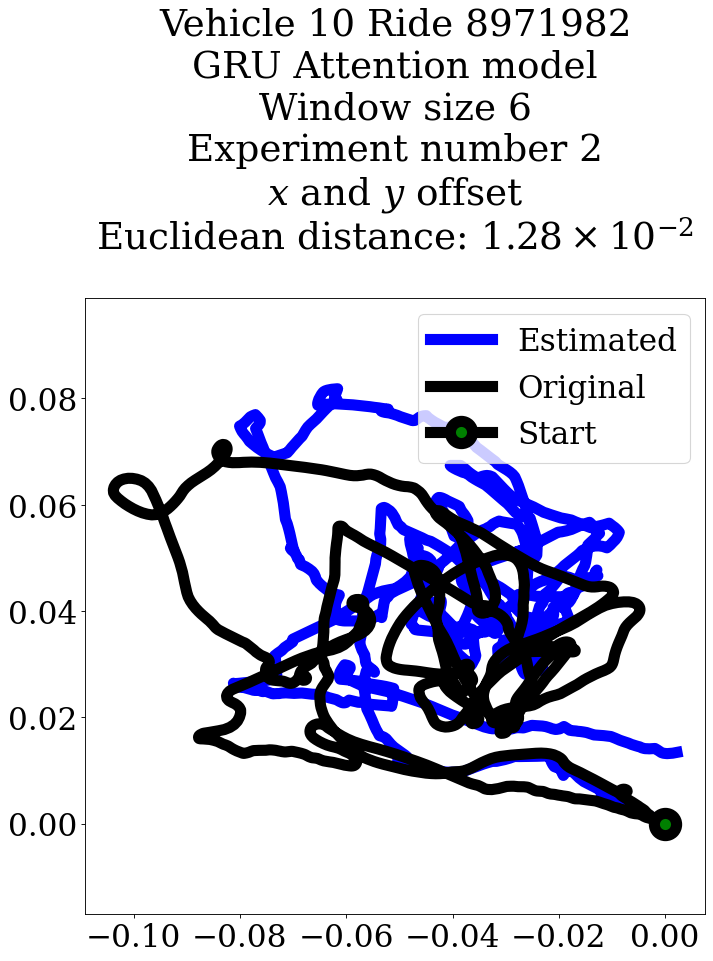 Vehicle 10 Ride 8971982
GRU Attention model
Window size 6
Experiment number 2
x and y offset
Euclidean distance: 1.28 × 10⁻²
Estimated
Original
Start
0.08
0.06
0.04
0.02
0.00
−0.10 −0.08 −0.06 −0.04 −0.02 0.00